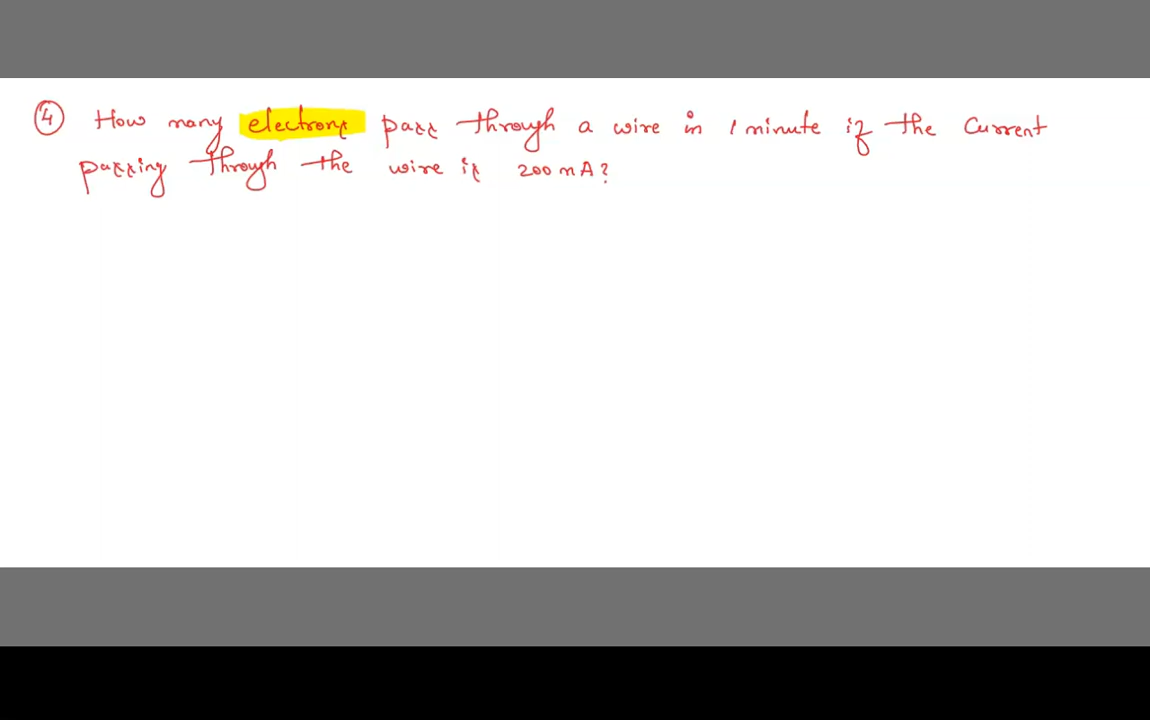 ④ How many electrons pass through a wire in 1 minute if the current
passing through the wire is 200 mA?